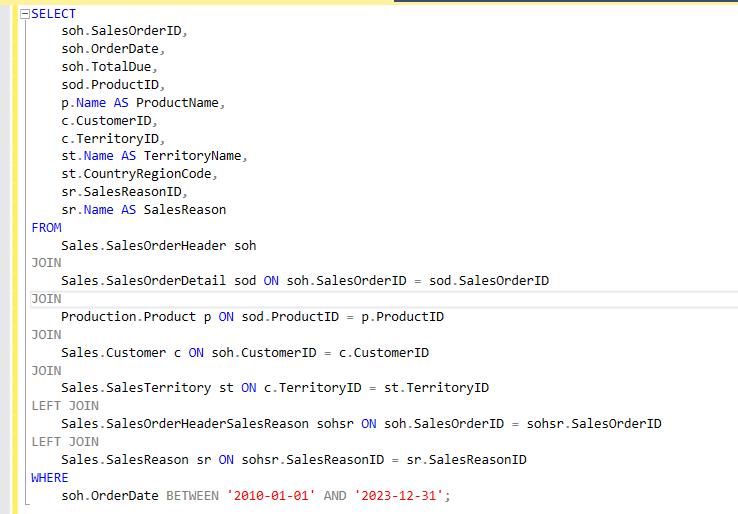 SELECT
soh.SalesOrderID,
soh.OrderDate,
soh.TotalDue,
sod.ProductID,
p.Name AS ProductName,
c.CustomerID,
c.TerritoryID,
st.Name AS TerritoryName,
st.CountryRegionCode,
sr.SalesReasonID,
sr.Name AS SalesReason
FROM
Sales.SalesOrderHeader soh
JOIN
Sales.SalesOrderDetail sod ON soh.SalesOrderID = sod.SalesOrderID
JOIN
Production.Product p ON sod.ProductID = p.ProductID
JOIN
Sales.Customer c ON soh.CustomerID = c.CustomerID
JOIN
Sales.SalesTerritory st ON c.TerritoryID = st.TerritoryID
LEFT JOIN
Sales.SalesOrderHeaderSalesReason sohsr ON soh.SalesOrderID = sohsr.SalesOrderID
LEFT JOIN
Sales.SalesReason sr ON sohsr.SalesReasonID = sr.SalesReasonID
WHERE
soh.OrderDate BETWEEN '2010-01-01' AND '2023-12-31';